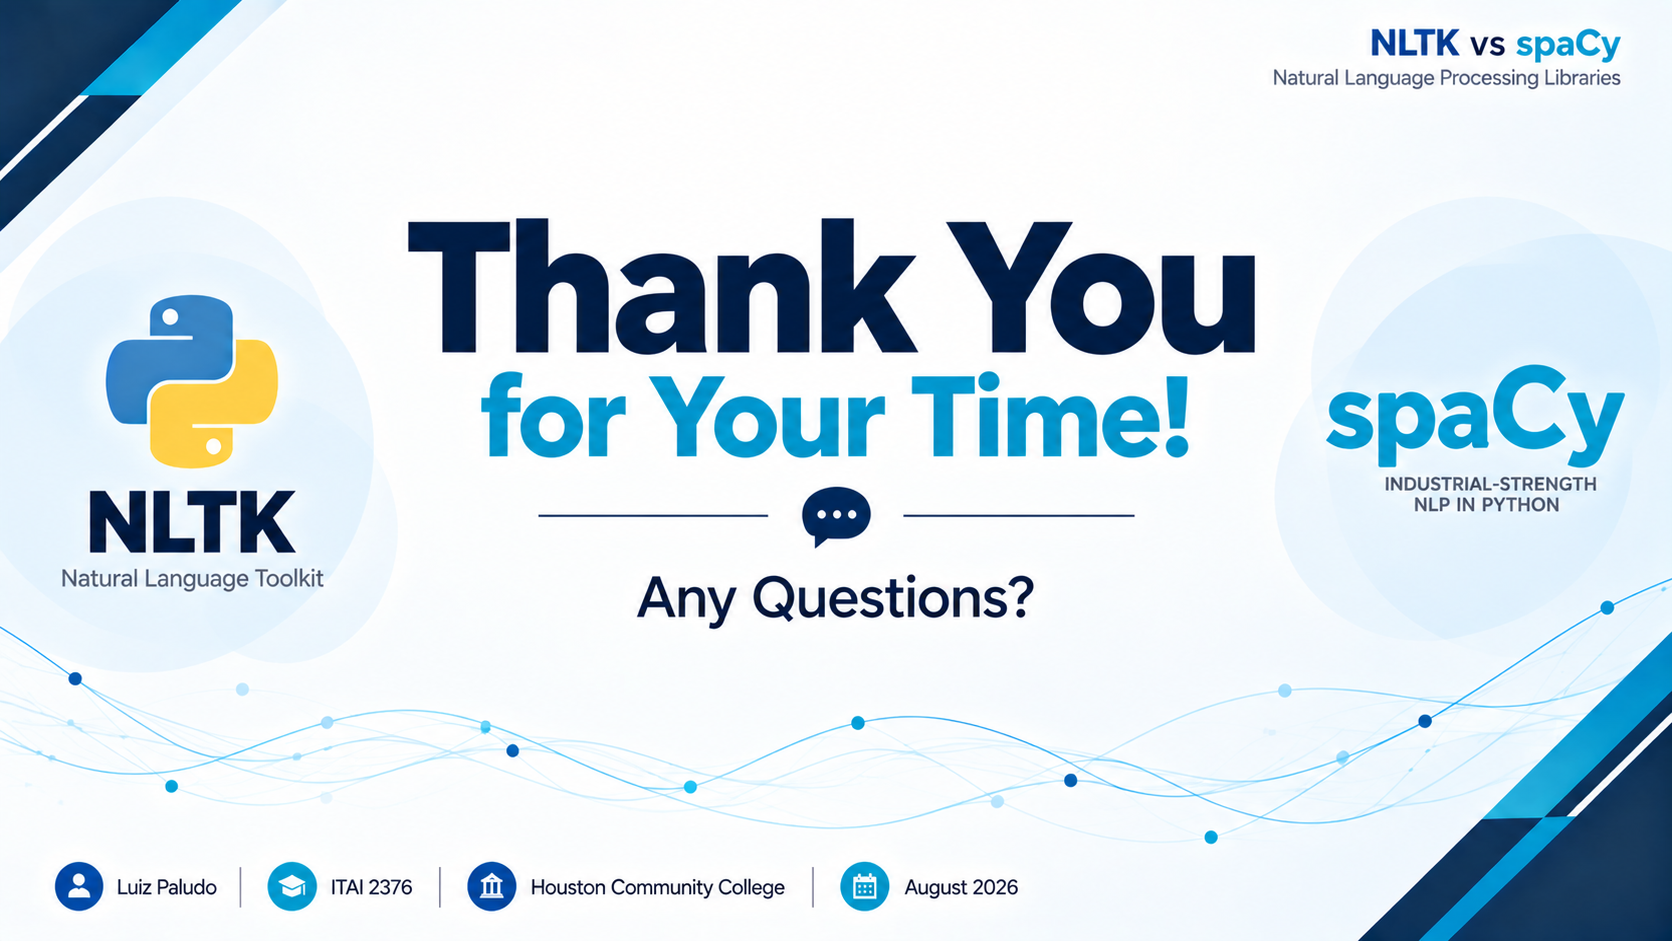 NLTK vs spaCy
Natural Language Processing Libraries
Thank You
for Your Time!
Any Questions?
NLTK
Natural Language Toolkit
spaCy
INDUSTRIAL-STRENGTH
NLP IN PYTHON
Luiz Paludo
ITAI 2376
Houston Community College
August 2026